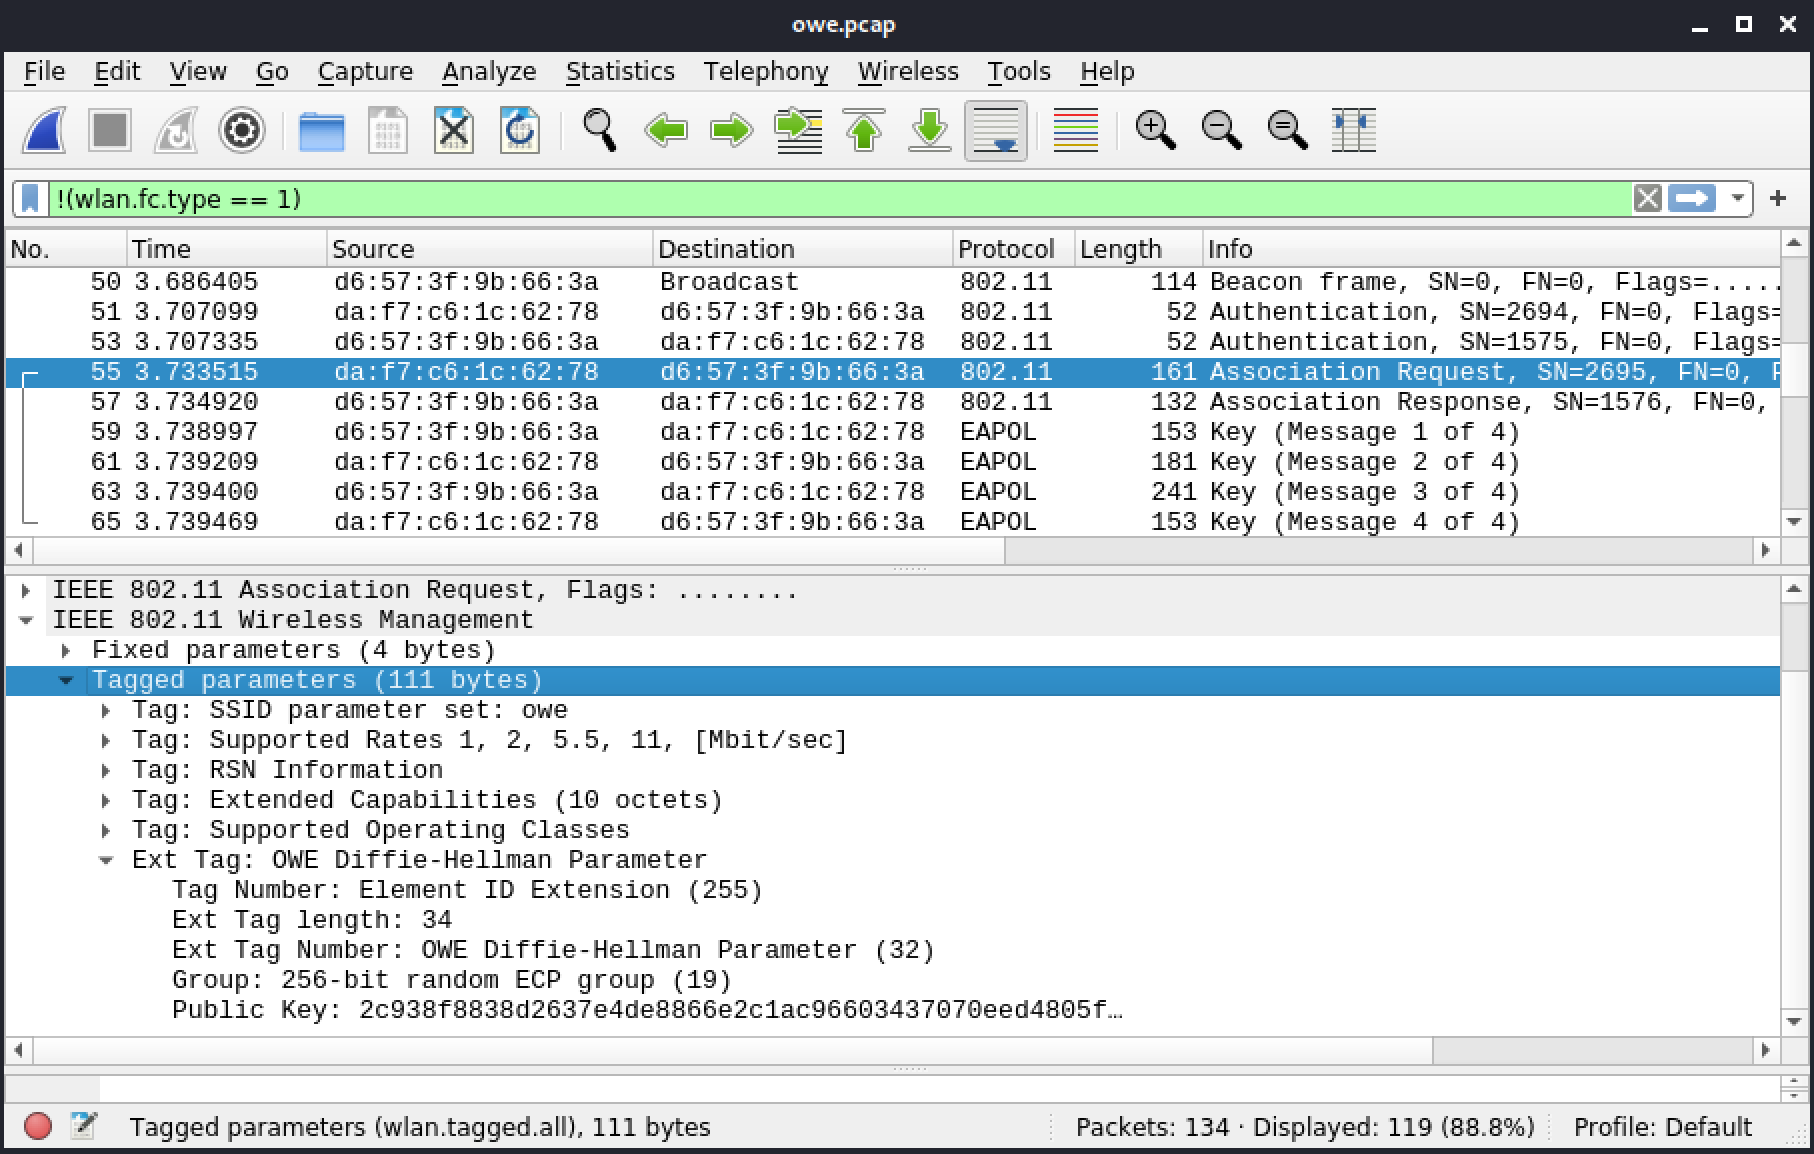 owe.pcap
File Edit View Go Capture Analyze Statistics Telephony Wireless Tools Help
!(wlan.fc.type == 1)
No. Time Source Destination Protocol Length Info
50 3.686405 d6:57:3f:9b:66:3a Broadcast 802.11 114 Beacon frame, SN=0, FN=0, Flags=.....
51 3.707099 da:f7:c6:1c:62:78 d6:57:3f:9b:66:3a 802.11 52 Authentication, SN=2694, FN=0, Flags=
53 3.707335 d6:57:3f:9b:66:3a da:f7:c6:1c:62:78 802.11 52 Authentication, SN=1575, FN=0, Flags=
55 3.733515 da:f7:c6:1c:62:78 d6:57:3f:9b:66:3a 802.11 161 Association Request, SN=2695, FN=0, F
57 3.734920 d6:57:3f:9b:66:3a da:f7:c6:1c:62:78 802.11 132 Association Response, SN=1576, FN=0,
59 3.738997 d6:57:3f:9b:66:3a da:f7:c6:1c:62:78 EAPOL 153 Key (Message 1 of 4)
61 3.739209 da:f7:c6:1c:62:78 d6:57:3f:9b:66:3a EAPOL 181 Key (Message 2 of 4)
63 3.739400 d6:57:3f:9b:66:3a da:f7:c6:1c:62:78 EAPOL 241 Key (Message 3 of 4)
65 3.739469 da:f7:c6:1c:62:78 d6:57:3f:9b:66:3a EAPOL 153 Key (Message 4 of 4)
IEEE 802.11 Association Request, Flags: ........
IEEE 802.11 Wireless Management
Fixed parameters (4 bytes)
Tagged parameters (111 bytes)
Tag: SSID parameter set: owe
Tag: Supported Rates 1, 2, 5.5, 11, [Mbit/sec]
Tag: RSN Information
Tag: Extended Capabilities (10 octets)
Tag: Supported Operating Classes
Ext Tag: OWE Diffie-Hellman Parameter
Tag Number: Element ID Extension (255)
Ext Tag length: 34
Ext Tag Number: OWE Diffie-Hellman Parameter (32)
Group: 256-bit random ECP group (19)
Public Key: 2c938f8838d2637e4de8866e2c1ac96603437070eed4805f…
Tagged parameters (wlan.tagged.all), 111 bytes
Packets: 134 · Displayed: 119 (88.8%)
Profile: Default